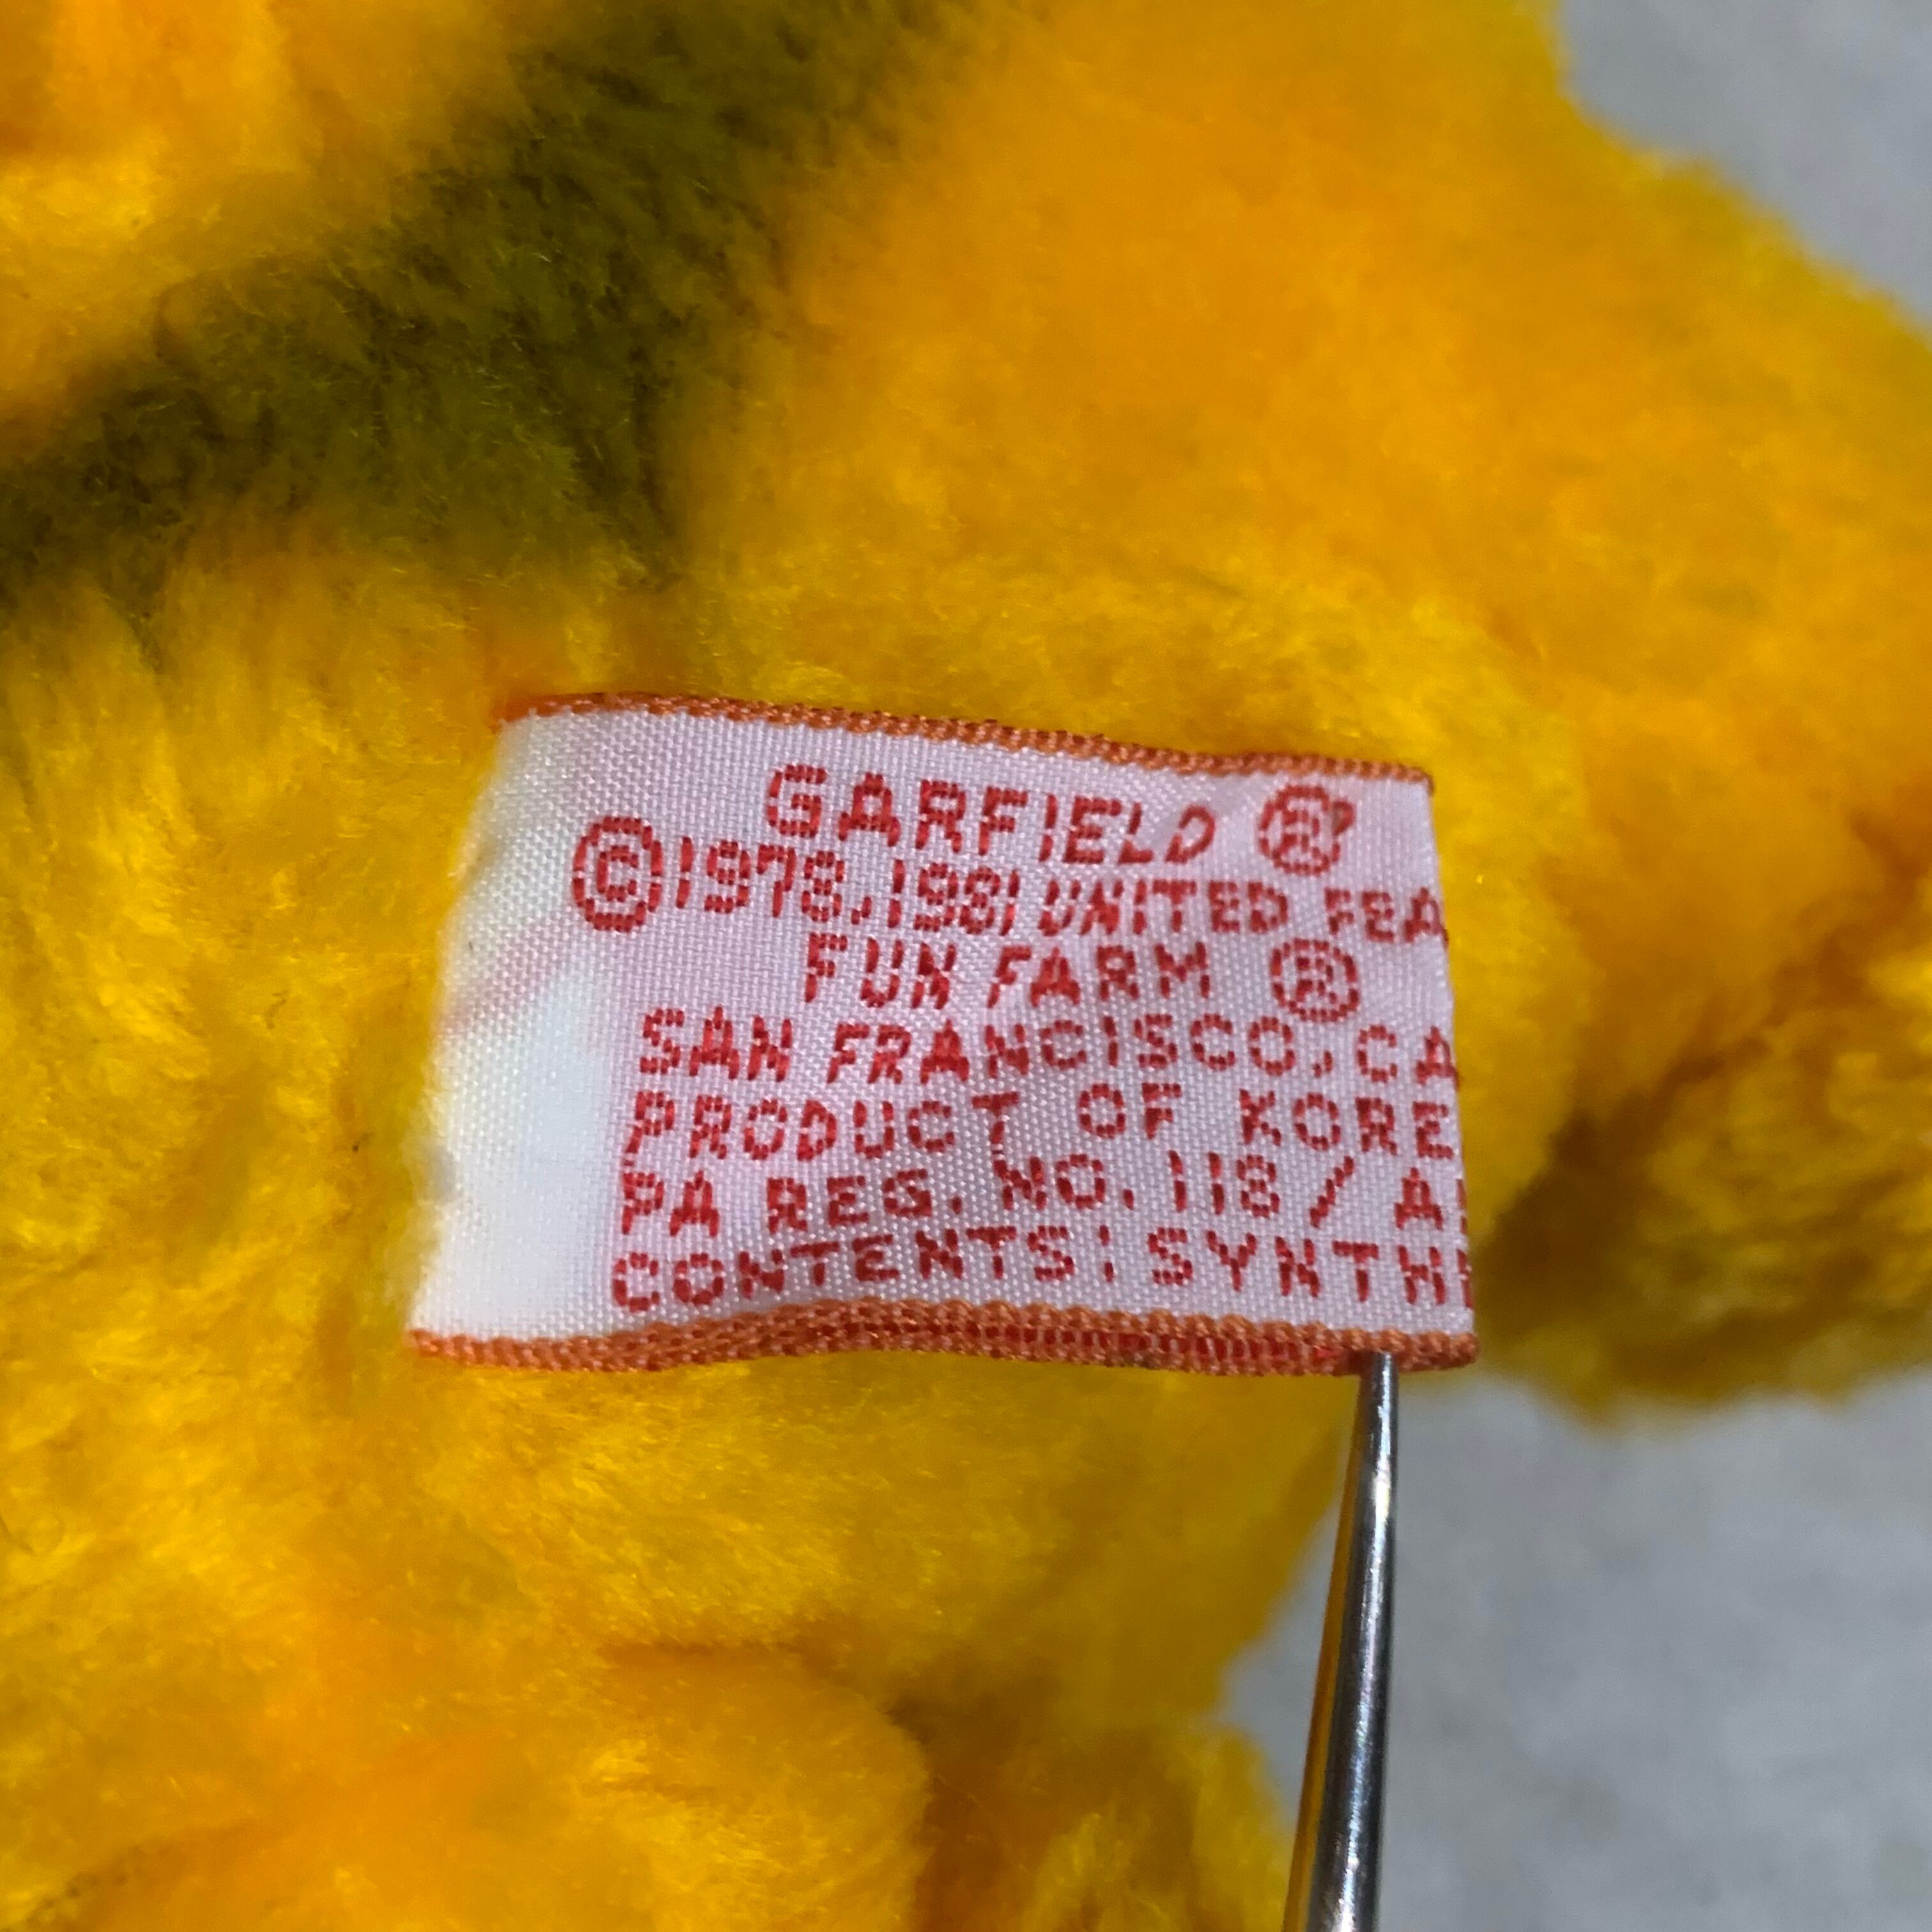 GARFIELD ®
©1978,1981 UNITED FEA
FUN FARM ®
SAN FRANCISCO, CA
PRODUCT OF KORE
PA REG. NO. 118/A
CONTENTS: SYNTH